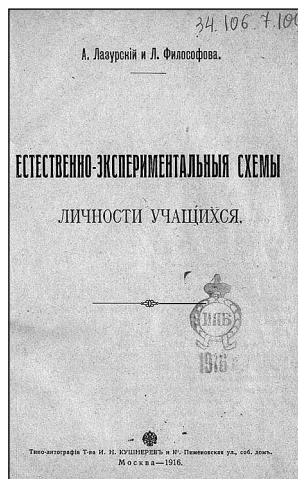 34.106.7.100
А. Лазурскій и Л. Философова.
ЕСТЕСТВЕННО-ЭКСПЕРИМЕНТАЛЬНЫЯ СХЕМЫ
ЛИЧНОСТИ УЧАЩИХСЯ.
1916
Типо-литографія Т-ва И. Н. КУШНЕРЕВЪ и Кº. Пименовская ул., соб. домъ.
Москва—1916.